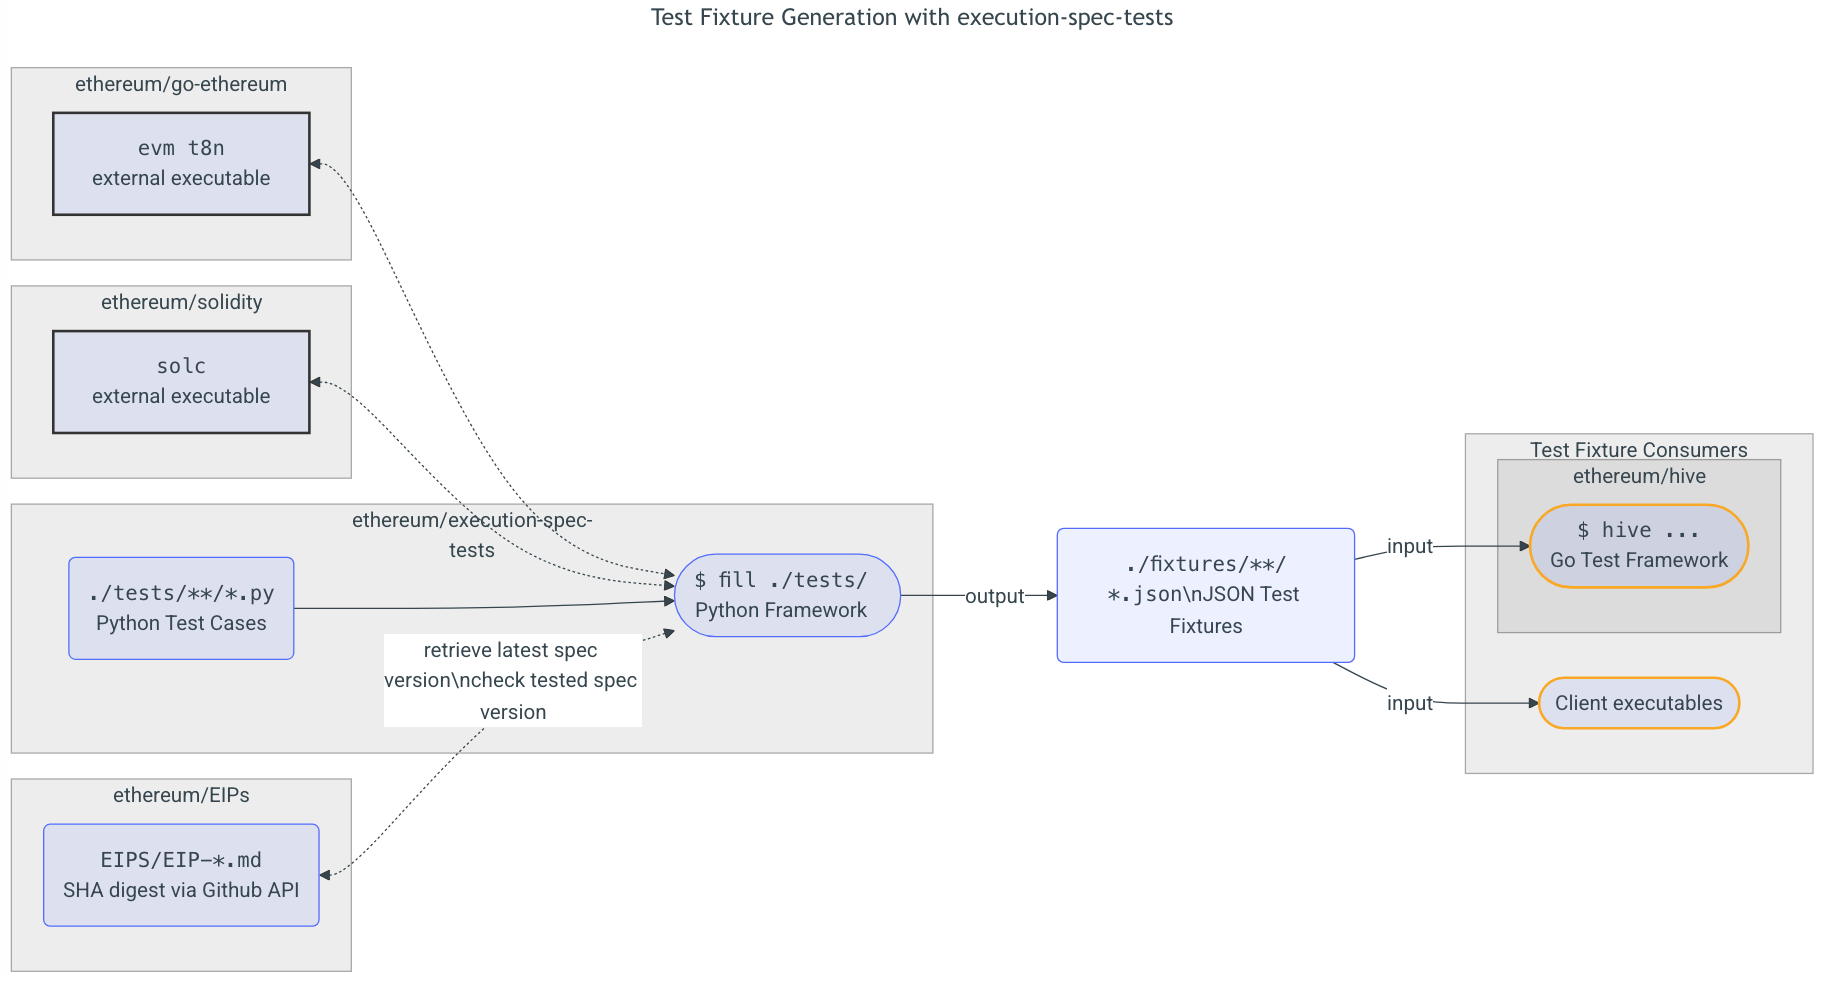 Test Fixture Generation with execution-spec-tests
ethereum/go-ethereum
evm t8n
external executable
ethereum/solidity
solc
external executable
ethereum/execution-spec-
tests
./tests/**/*.py
Python Test Cases
$ fill ./tests/
Python Framework
retrieve latest spec
version\ncheck tested spec
version
ethereum/EIPs
EIPS/EIP-*.md
SHA digest via Github API
output
./fixtures/**/
*.json\nJSON Test
Fixtures
input
input
Test Fixture Consumers
ethereum/hive
$ hive ...
Go Test Framework
Client executables